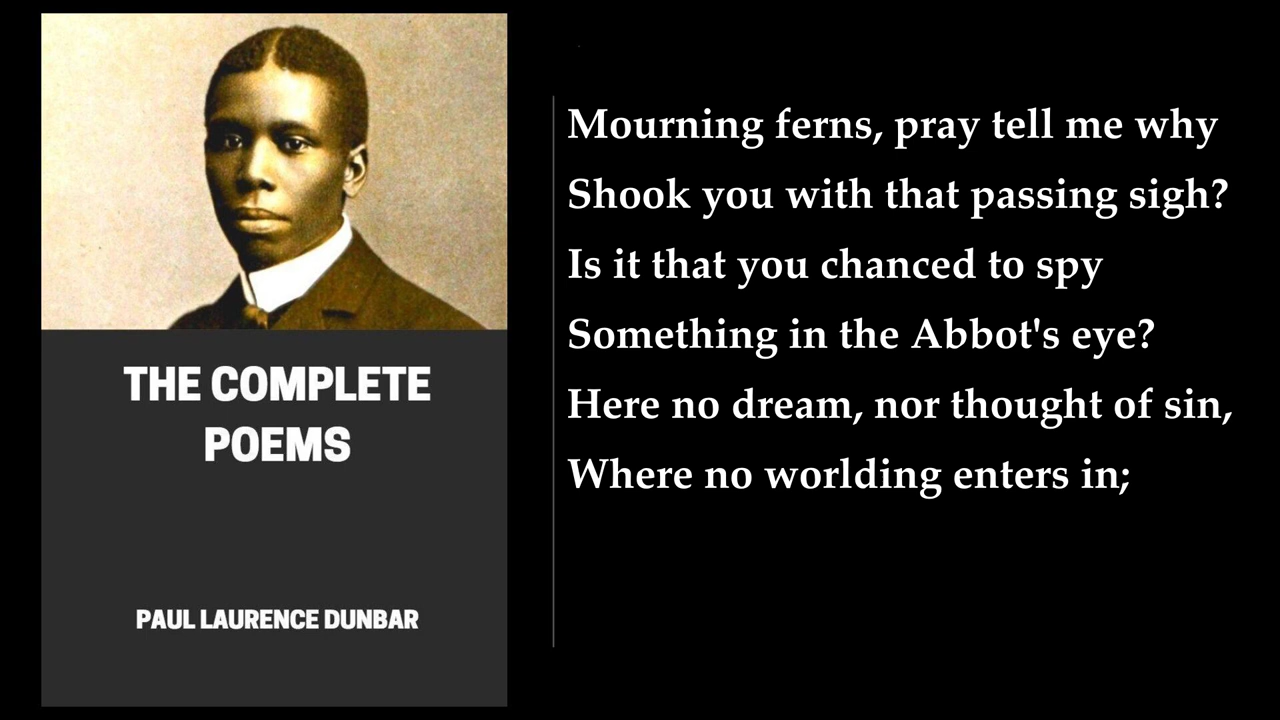 THE COMPLETE
POEMS
PAUL LAURENCE DUNBAR
Mourning ferns, pray tell me why
Shook you with that passing sigh?
Is it that you chanced to spy
Something in the Abbot's eye?
Here no dream, nor thought of sin,
Where no worlding enters in;